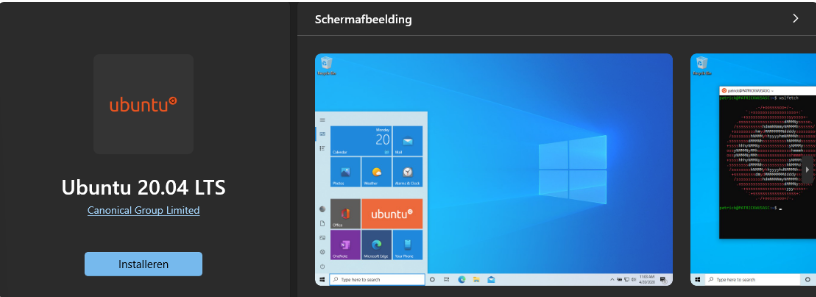 Schermafbeelding
ubuntu
Ubuntu 20.04 LTS
Canonical Group Limited
Installeren
Monday
20
Calendar
Mail
Photos
Weather
Alarms & Clock
Office
ubuntu
OneNote
Microsoft Edge
Your Phone
Type here to search
Type here to search